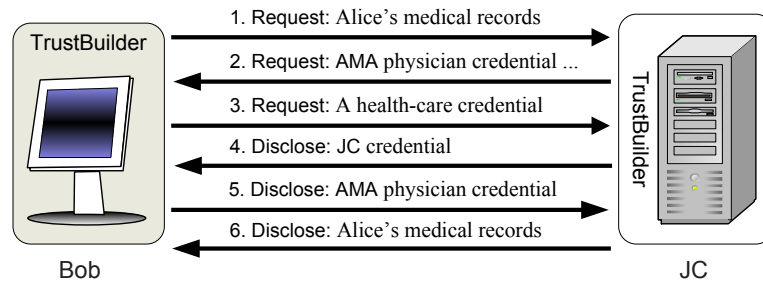 TrustBuilder
1. Request: Alice's medical records
2. Request: AMA physician credential ...
3. Request: A health-care credential
4. Disclose: JC credential
5. Disclose: AMA physician credential
6. Disclose: Alice's medical records
TrustBuilder
Bob
JC